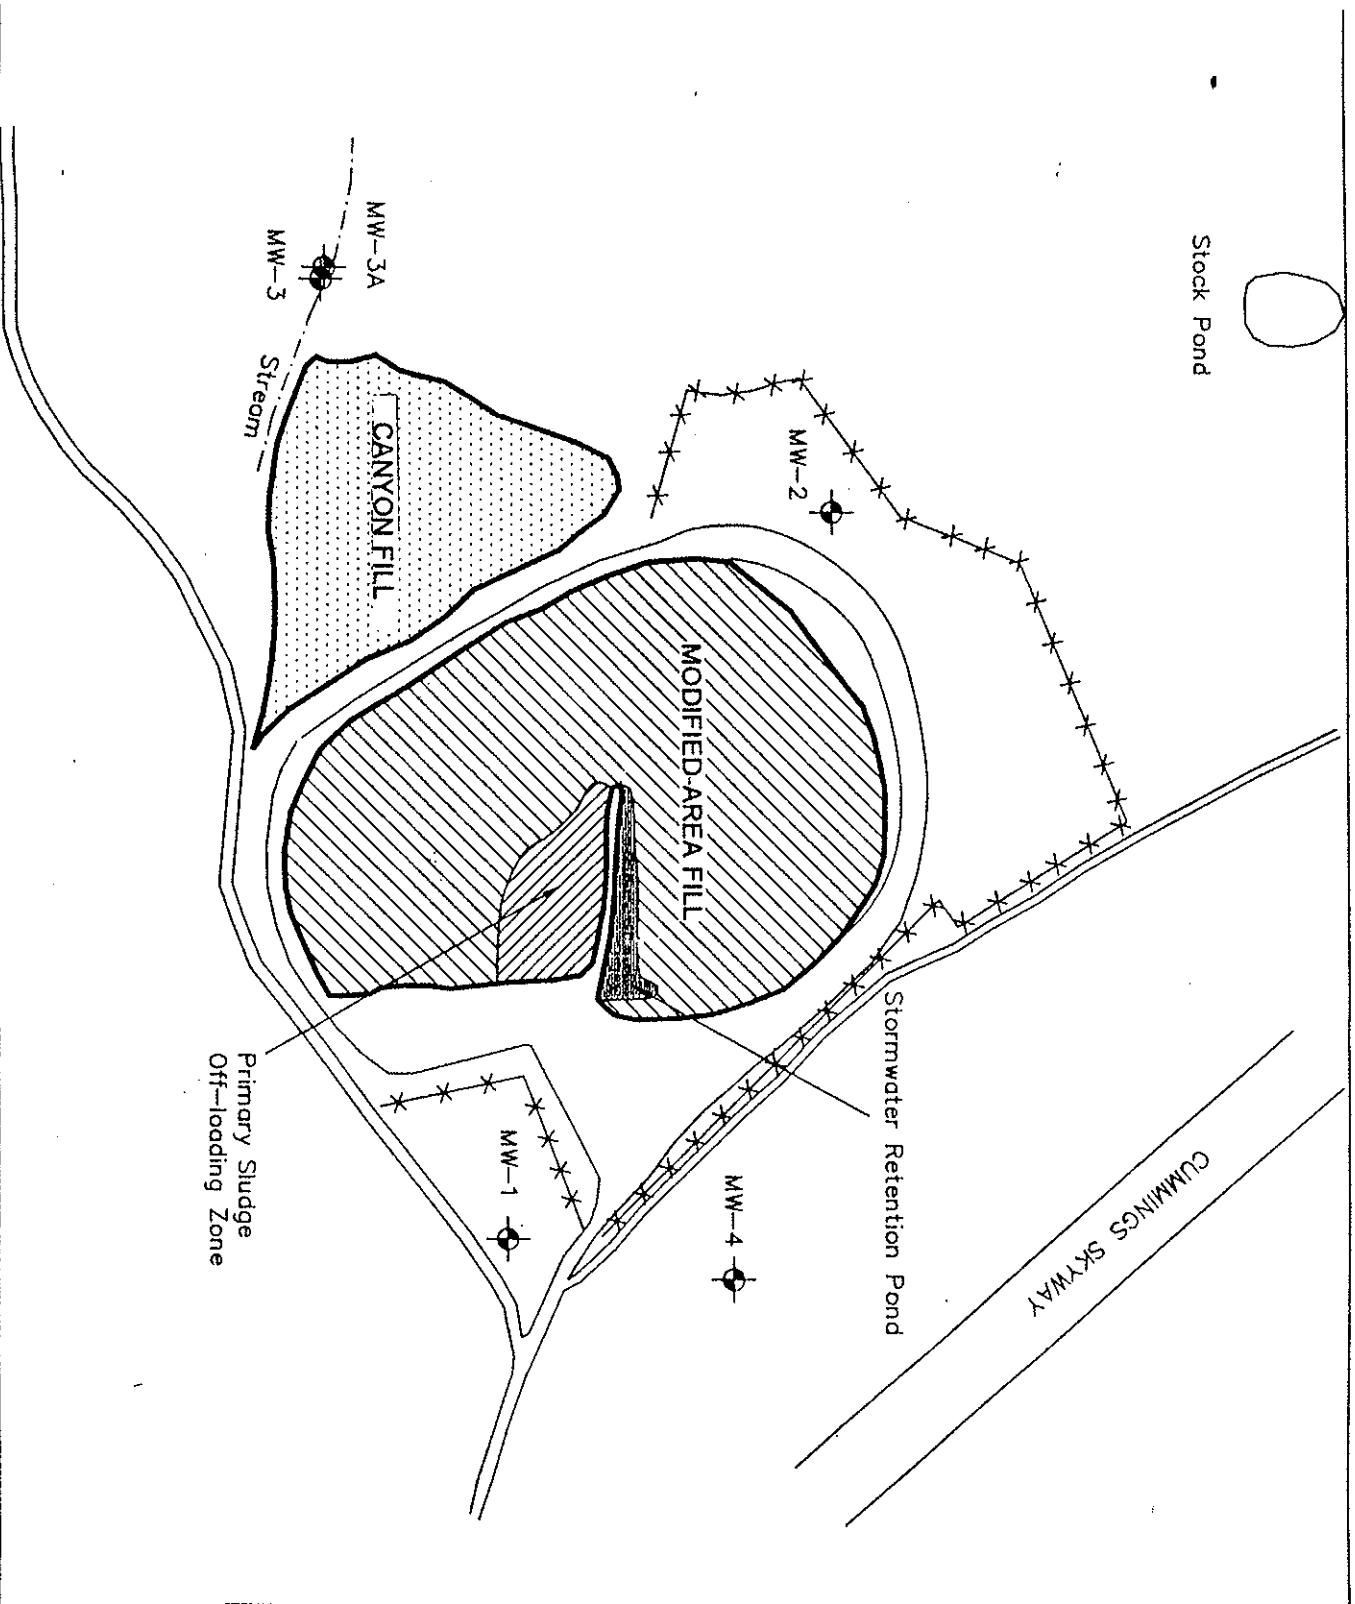 Stock Pond
MW-3A
MW-3
Stream
CANYON FILL
MW-2
MODIFIED-AREA FILL
Stormwater Retention Pond
CUMMINGS SKYWAY
MW-4
MW-1
Primary Sludge
Off-loading Zone